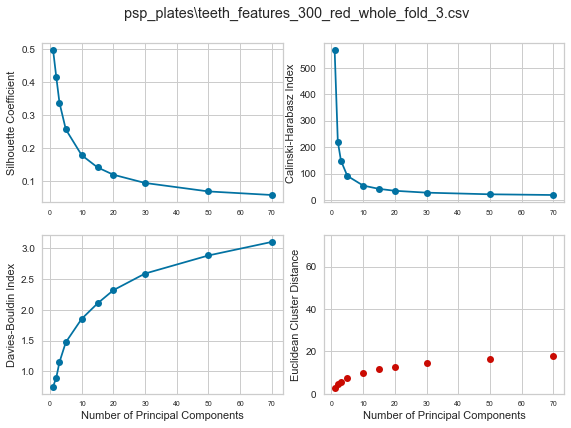 psp_plates\teeth_features_300_red_whole_fold_3.csv
Silhouette Coefficient
0.5
0.4
0.3
0.2
0.1
0 10 20 30 40 50 60 70
Calinski-Harabasz Index
500
400
300
200
100
0
0 10 20 30 40 50 60 70
Davies-Bouldin Index
3.0
2.5
2.0
1.5
1.0
0 10 20 30 40 50 60 70
Number of Principal Components
Euclidean Cluster Distance
60
40
20
0
0 10 20 30 40 50 60 70
Number of Principal Components